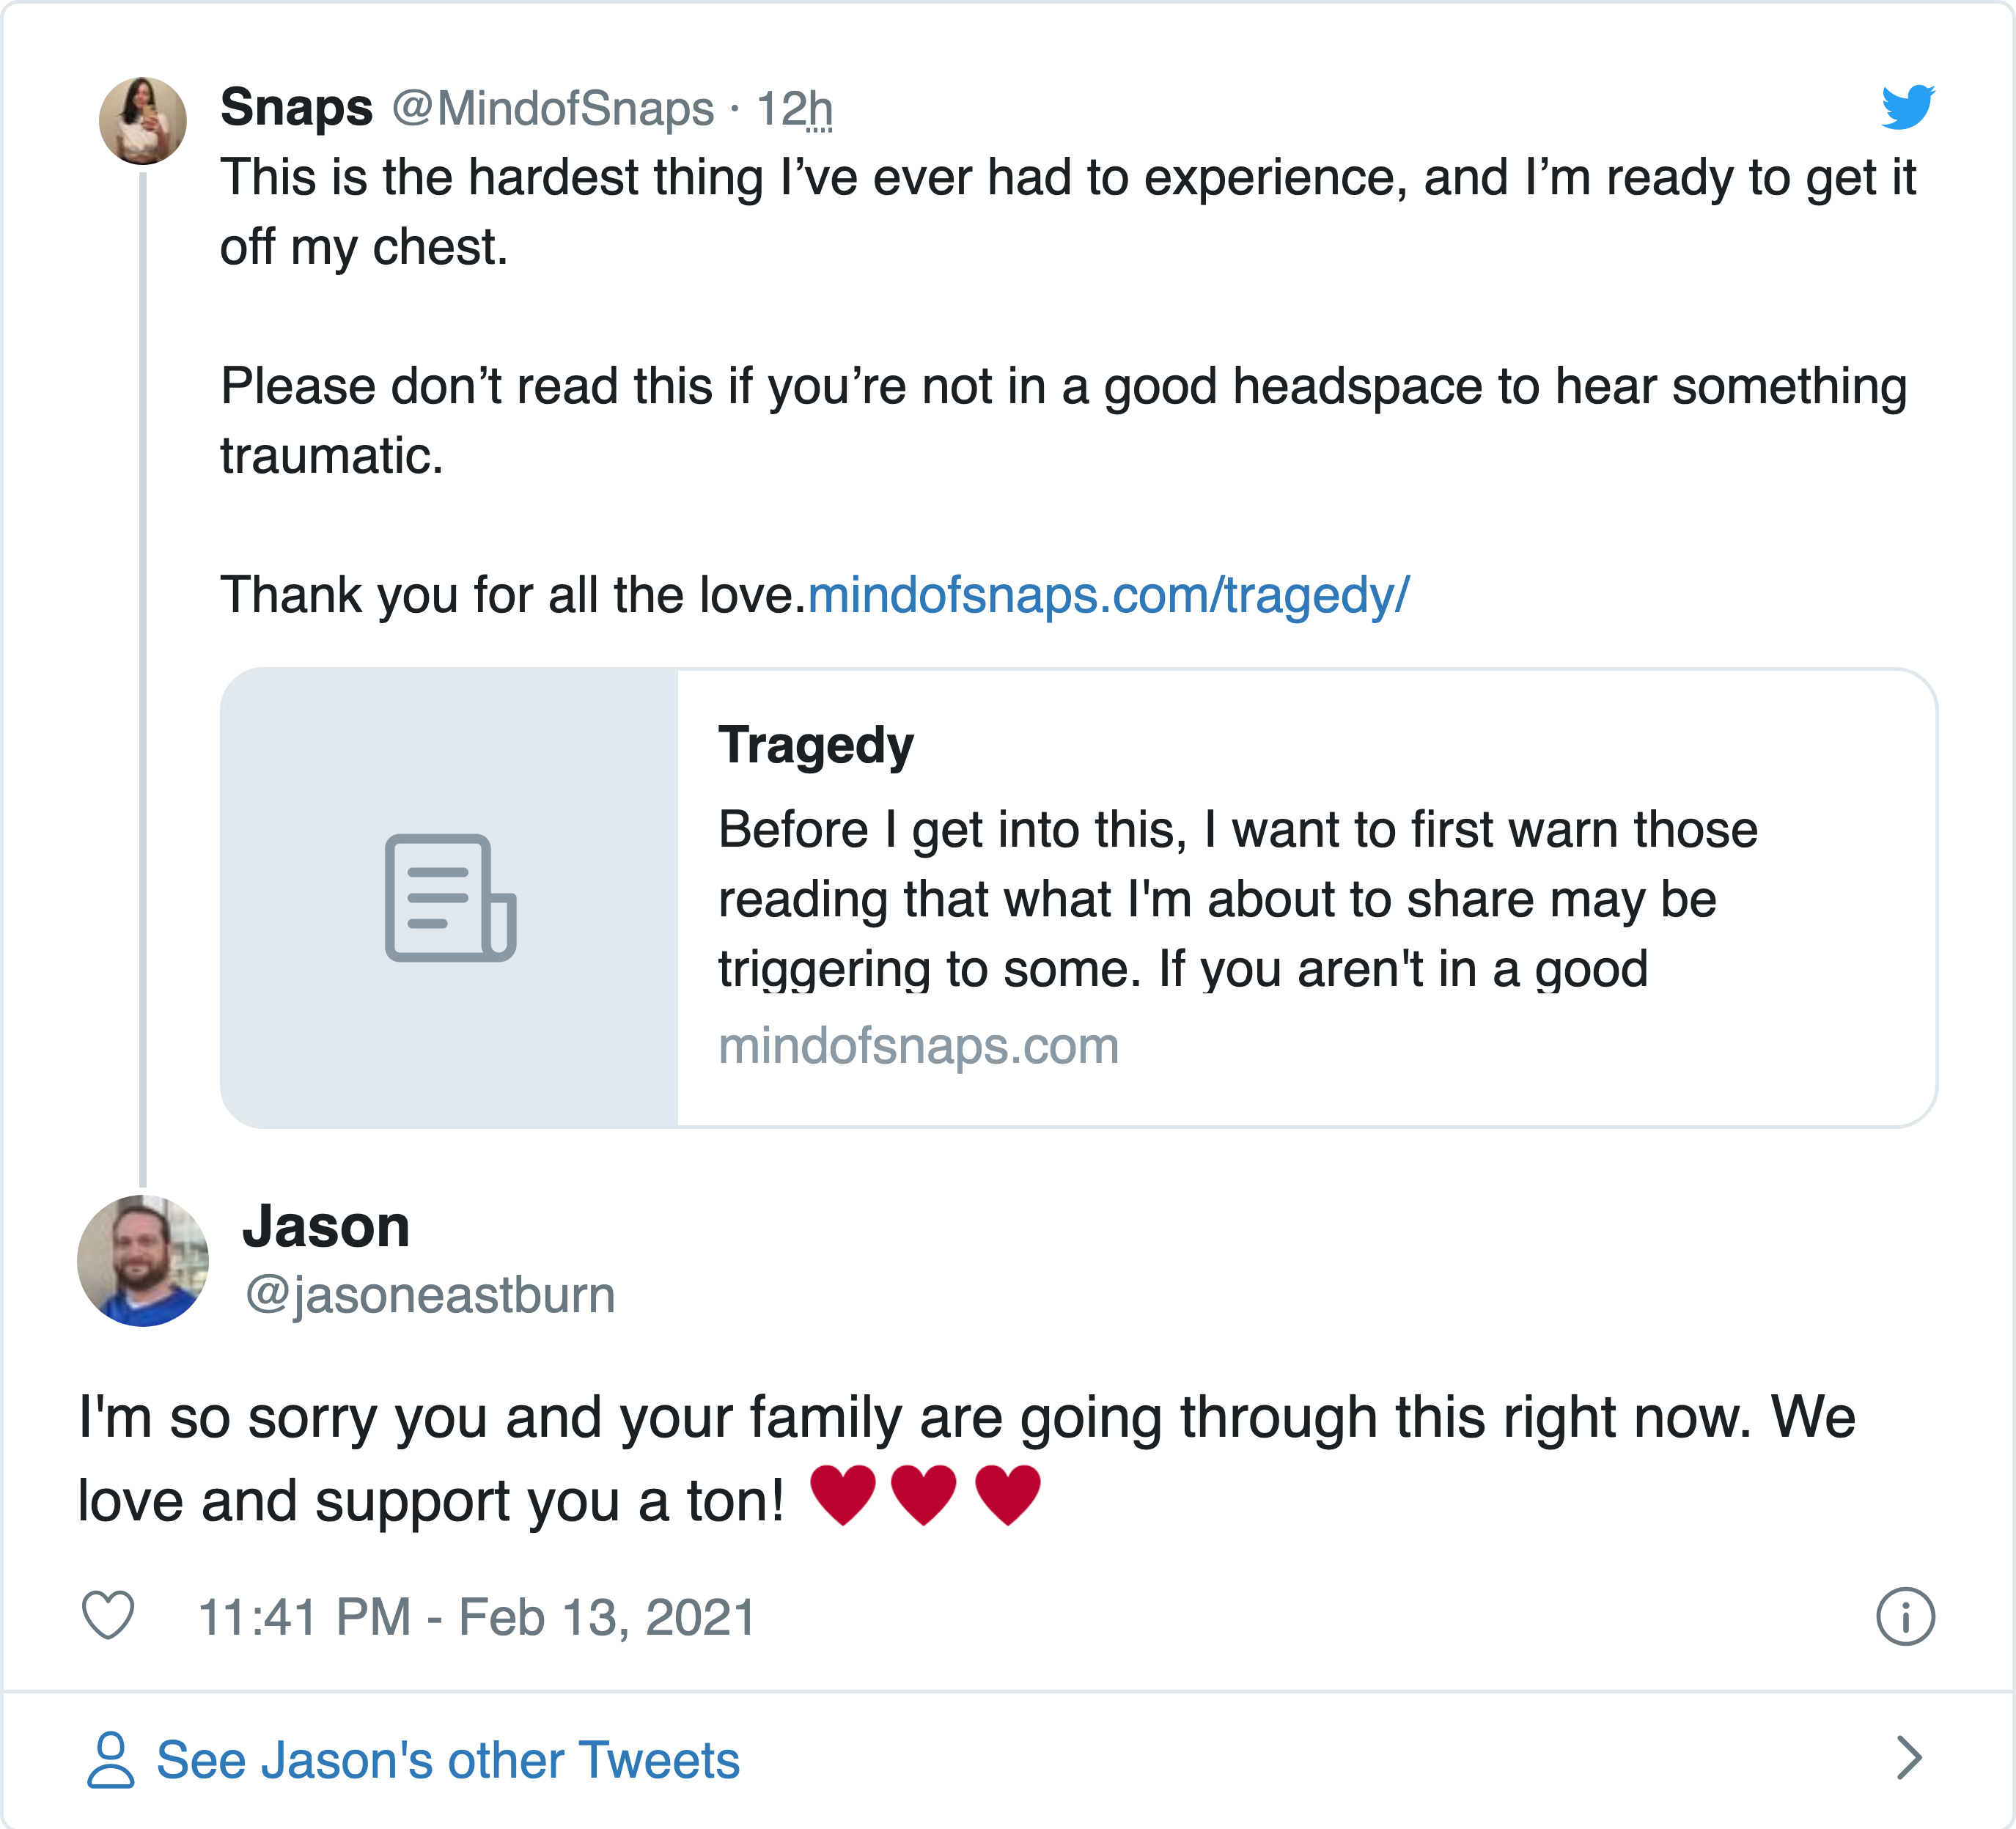 Snaps @MindofSnaps · 12h
This is the hardest thing I’ve ever had to experience, and I’m ready to get it
off my chest.
Please don’t read this if you’re not in a good headspace to hear something
traumatic.
Thank you for all the love.mindofsnaps.com/tragedy/
Tragedy
Before I get into this, I want to first warn those
reading that what I'm about to share may be
triggering to some. If you aren't in a good
mindofsnaps.com
Jason
@jasoneastburn
I'm so sorry you and your family are going through this right now. We
love and support you a ton! ♥♥♥
11:41 PM - Feb 13, 2021
See Jason's other Tweets